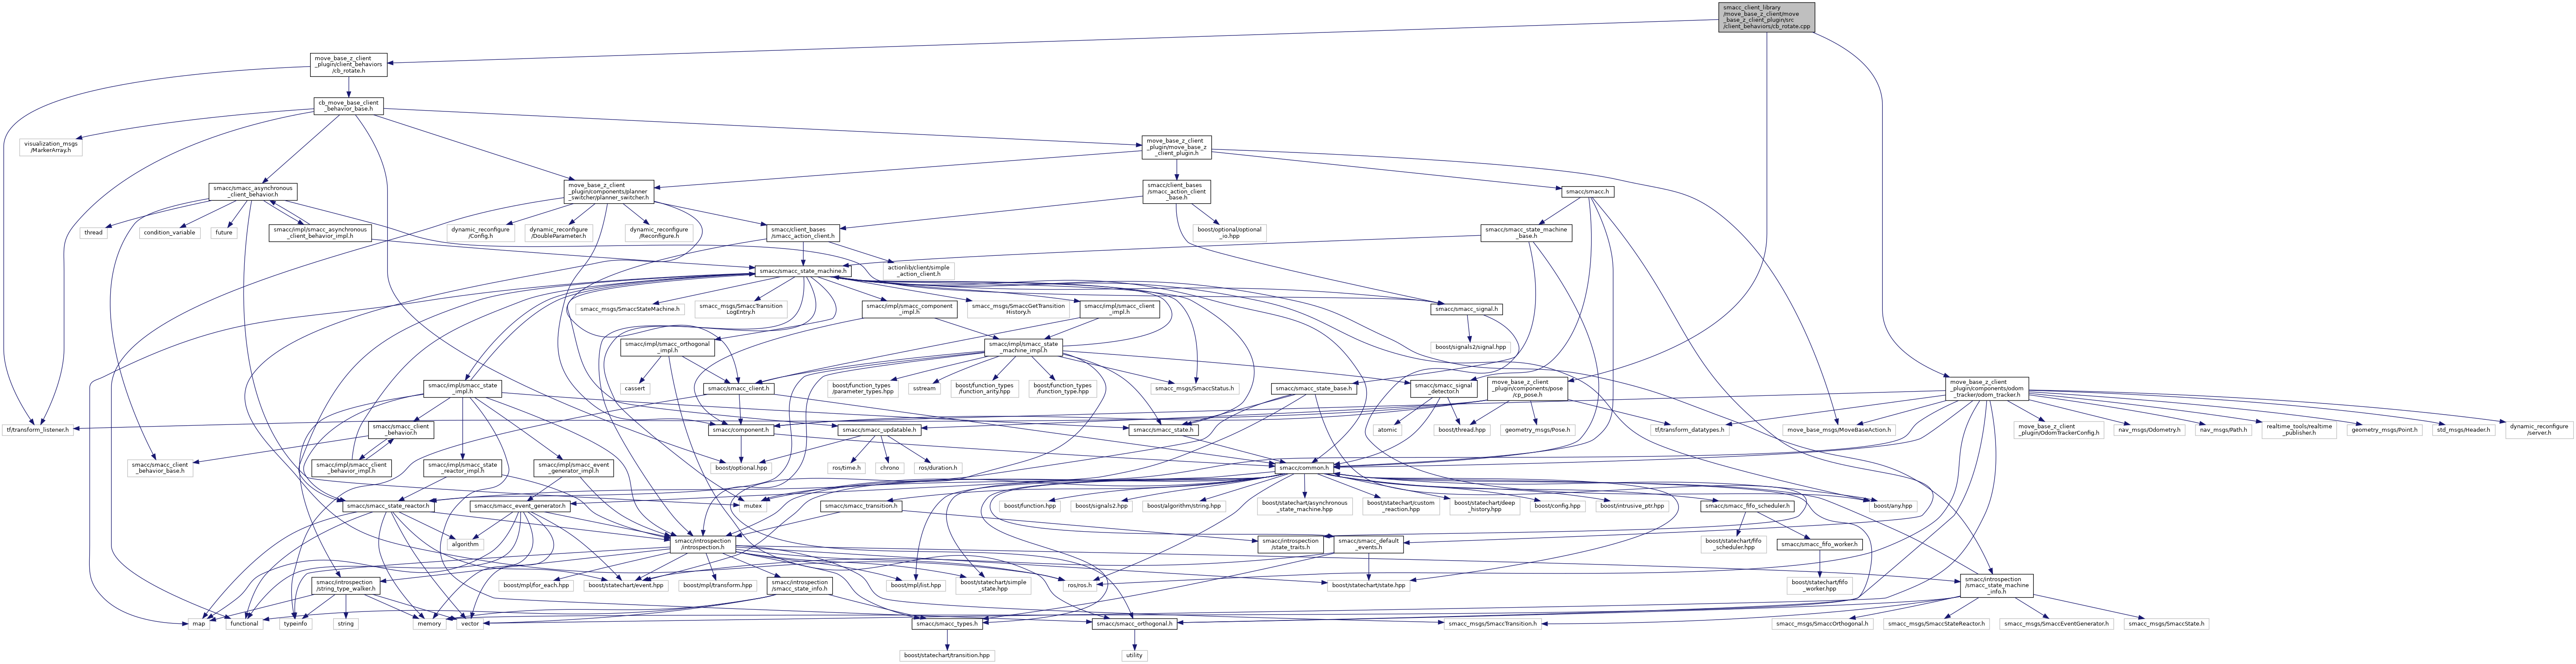 smacc_client_library
/move_base_z_client/move
_base_z_client_plugin/src
/client_behaviors/cb_rotate.cpp
move_base_z_client
_plugin/client_behaviors
/cb_rotate.h
cb_move_base_client
_behavior_base.h
visualization_msgs
/MarkerArray.h
move_base_z_client
_plugin/move_base_z
_client_plugin.h
smacc/smacc_asynchronous
_client_behavior.h
move_base_z_client
_plugin/components/planner
_switcher/planner_switcher.h
smacc/client_bases
/smacc_action_client
_base.h
smacc/smacc.h
thread
condition_variable
future
smacc/impl/smacc_asynchronous
_client_behavior_impl.h
dynamic_reconfigure
/Config.h
dynamic_reconfigure
/DoubleParameter.h
dynamic_reconfigure
/Reconfigure.h
smacc/client_bases
/smacc_action_client.h
boost/optional/optional
_io.hpp
smacc/smacc_state_machine
_base.h
smacc/smacc_state_machine.h
actionlib/client/simple
_action_client.h
smacc_msgs/SmaccStateMachine.h
smacc_msgs/SmaccTransition
LogEntry.h
smacc/impl/smacc_component
_impl.h
smacc_msgs/SmaccGetTransition
History.h
smacc/impl/smacc_client
_impl.h
smacc/smacc_signal.h
smacc/impl/smacc_orthogonal
_impl.h
smacc/impl/smacc_state
_machine_impl.h
boost/signals2/signal.hpp
smacc/impl/smacc_state
_impl.h
cassert
smacc/smacc_client.h
boost/function_types
/parameter_types.hpp
sstream
boost/function_types
/function_arity.hpp
boost/function_types
/function_type.hpp
smacc_msgs/SmaccStatus.h
smacc/smacc_state_base.h
smacc/smacc_signal
_detector.h
move_base_z_client
_plugin/components/pose
/cp_pose.h
move_base_z_client
_plugin/components/odom
_tracker/odom_tracker.h
tf/transform_listener.h
smacc/smacc_client
_behavior.h
smacc/component.h
smacc/smacc_updatable.h
smacc/smacc_state.h
atomic
boost/thread.hpp
geometry_msgs/Pose.h
tf/transform_datatypes.h
move_base_msgs/MoveBaseAction.h
move_base_z_client
_plugin/OdomTrackerConfig.h
nav_msgs/Odometry.h
nav_msgs/Path.h
realtime_tools/realtime
_publisher.h
geometry_msgs/Point.h
std_msgs/Header.h
dynamic_reconfigure
/server.h
smacc/smacc_client
_behavior_base.h
smacc/impl/smacc_client
_behavior_impl.h
smacc/impl/smacc_state
_reactor_impl.h
smacc/impl/smacc_event
_generator_impl.h
boost/optional.hpp
ros/time.h
chrono
ros/duration.h
smacc/common.h
smacc/smacc_state_reactor.h
smacc/smacc_event_generator.h
mutex
smacc/smacc_transition.h
boost/function.hpp
boost/signals2.hpp
boost/algorithm/string.hpp
boost/statechart/asynchronous
_state_machine.hpp
boost/statechart/custom
_reaction.hpp
boost/statechart/deep
_history.hpp
boost/config.hpp
boost/intrusive_ptr.hpp
smacc/smacc_fifo_scheduler.h
boost/any.hpp
algorithm
smacc/introspection
/introspection.h
smacc/introspection
/state_traits.h
smacc/smacc_default
_events.h
boost/statechart/fifo
_scheduler.hpp
smacc/smacc_fifo_worker.h
smacc/introspection
/string_type_walker.h
boost/mpl/for_each.hpp
boost/statechart/event.hpp
boost/mpl/transform.hpp
smacc/introspection
/smacc_state_info.h
boost/mpl/list.hpp
boost/statechart/simple
_state.hpp
ros/ros.h
boost/statechart/state.hpp
boost/statechart/fifo
_worker.hpp
smacc/introspection
/smacc_state_machine
_info.h
map
functional
typeinfo
string
memory
vector
smacc/smacc_types.h
smacc/smacc_orthogonal.h
smacc_msgs/SmaccTransition.h
smacc_msgs/SmaccOrthogonal.h
smacc_msgs/SmaccStateReactor.h
smacc_msgs/SmaccEventGenerator.h
smacc_msgs/SmaccState.h
boost/statechart/transition.hpp
utility